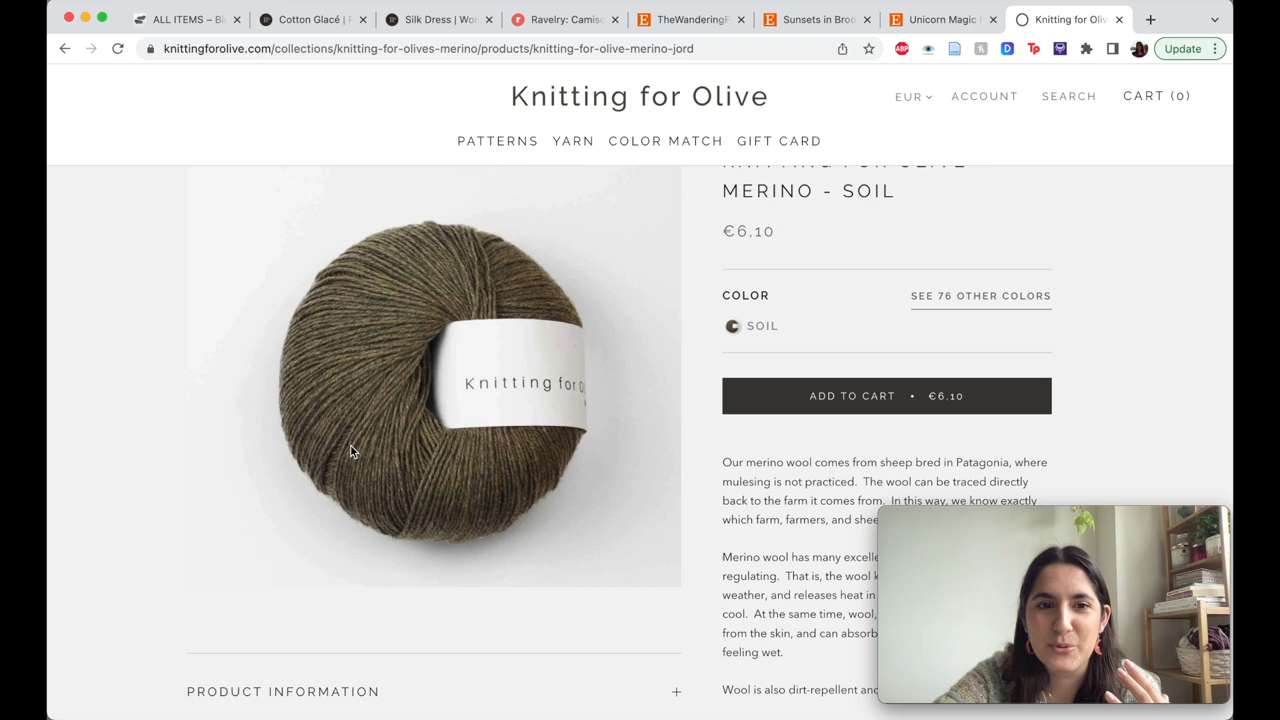 ALL ITEMS – Bi
Cotton Glacé | F
Silk Dress | Wor
Ravelry: Camisc
TheWanderingF
Sunsets in Broo
Unicorn Magic
Knitting for Oliv
knittingforolive.com/collections/knitting-for-olives-merino/products/knitting-for-olive-merino-jord
ABP
Update
Knitting for Olive
EUR
ACCOUNT
SEARCH
CART (0)
PATTERNS YARN COLOR MATCH GIFT CARD
KNITTING FOR OLIVE
MERINO - SOIL
€6,10
COLOR
SEE 76 OTHER COLORS
SOIL
Knitting for O
ADD TO CART • €6,10
Our merino wool comes from sheep bred in Patagonia, where
mulesing is not practiced. The wool can be traced directly
back to the farm it comes from. In this way, we know exactly
which farm, farmers, and shee
Merino wool has many excelle
regulating. That is, the wool k
weather, and releases heat in
cool. At the same time, wool,
from the skin, and can absorb
feeling wet.
Wool is also dirt-repellent and
PRODUCT INFORMATION